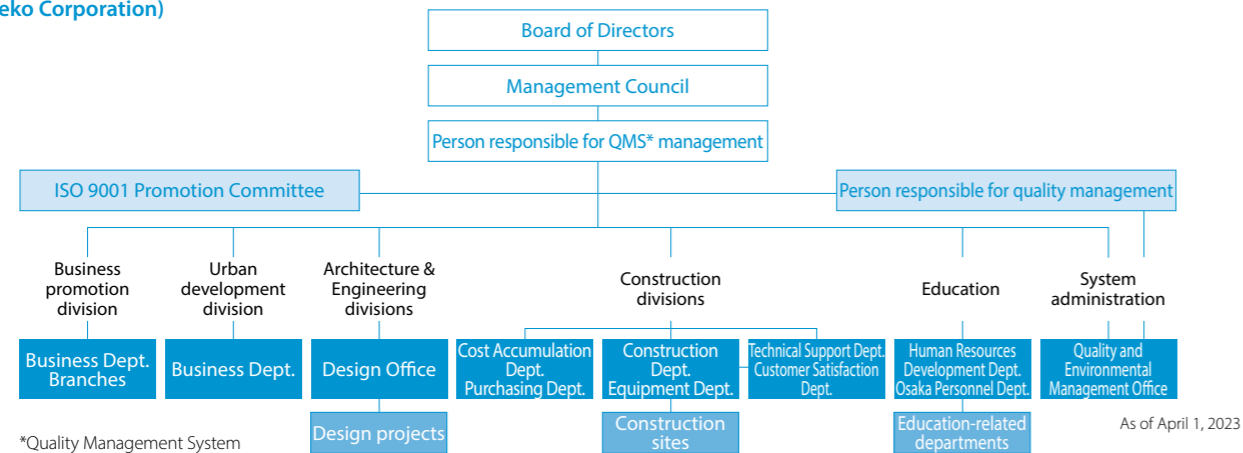 eko Corporation)
Board of Directors
Management Council
Person responsible for QMS* management
ISO 9001 Promotion Committee
Person responsible for quality management
Business
promotion
division
Urban
development
division
Architecture &
Engineering
divisions
Construction
divisions
Education
System
administration
Business Dept.
Branches
Business Dept.
Design Office
Cost Accumulation
Dept.
Purchasing Dept.
Construction
Dept.
Equipment Dept.
Technical Support Dept.
Customer Satisfaction
Dept.
Human Resources
Development Dept.
Osaka Personnel Dept.
Quality and
Environmental
Management Office
Design projects
Construction
sites
Education-related
departments
*Quality Management System
As of April 1, 2023